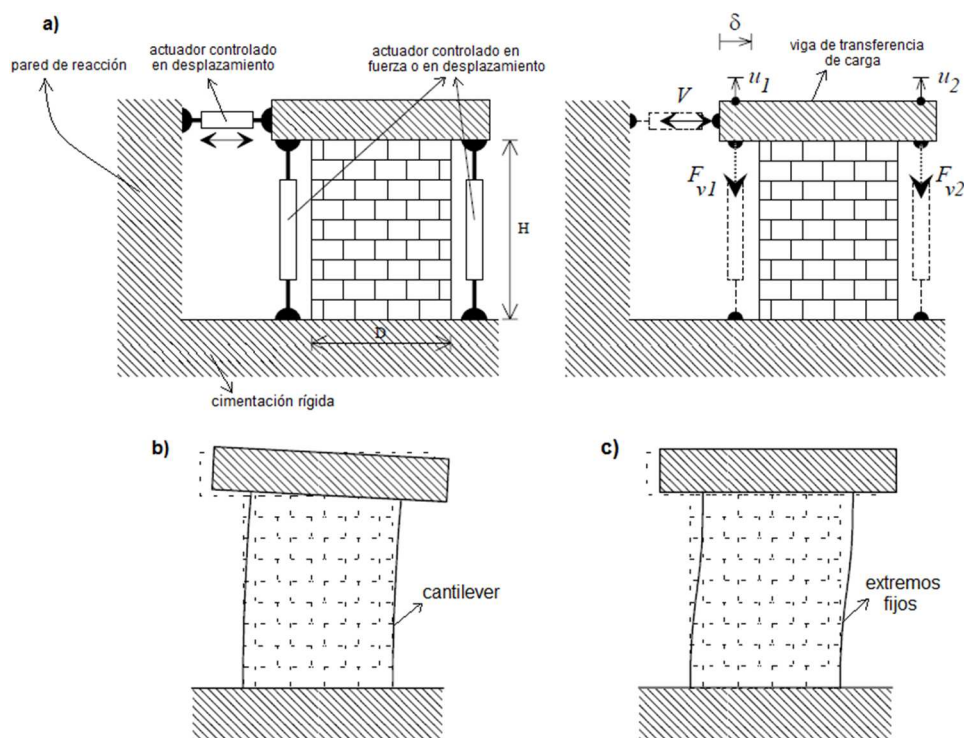 a)
pared de reacción
actuador controlado
en desplazamiento
actuador controlado en
fuerza o en desplazamiento
H
D
cimentación rígida
δ
viga de transferencia
de carga
u1
u2
V
Fv1
Fv2
b)
cantilever
c)
extremos
fijos